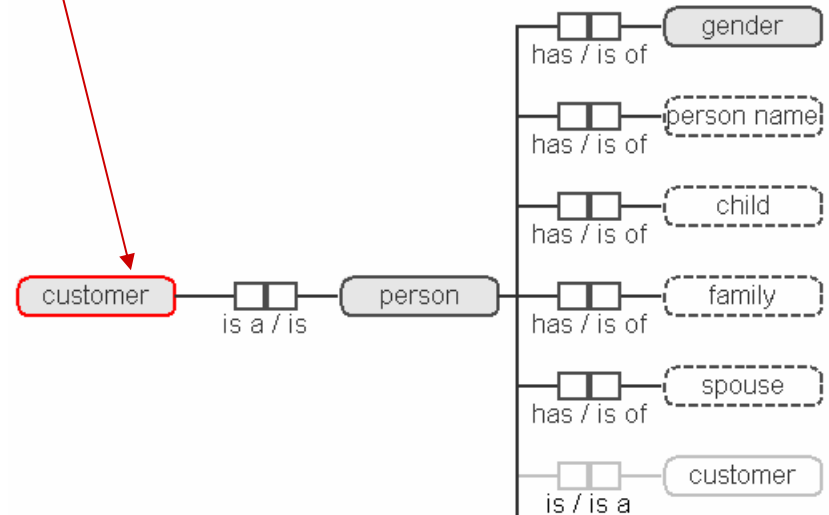 gender
has / is of
person name
has / is of
child
has / is of
customer
is a / is
person
family
has / is of
spouse
has / is of
customer
is / is a